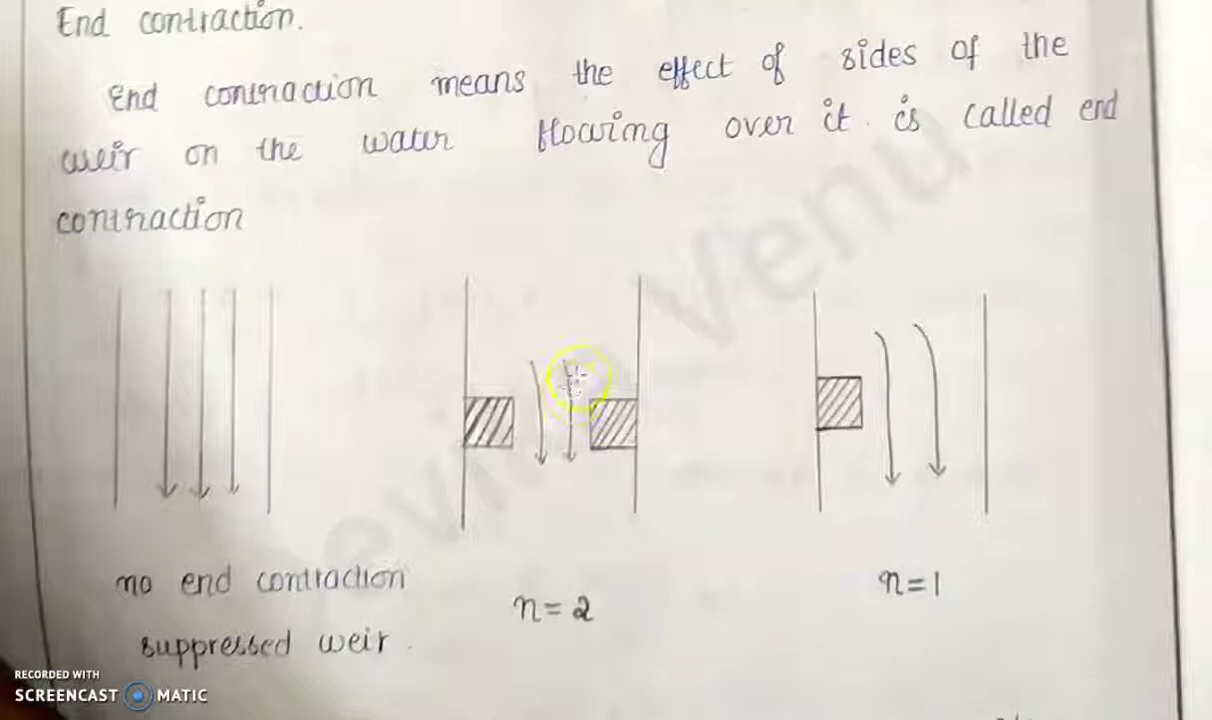 End contraction.
End contraction means the effect of sides of the
weir on the water flowing over it. is called end
contraction
no end contraction
suppressed weir.
n=2
n=1
Venu
RECORDED WITH
SCREENCAST MATIC